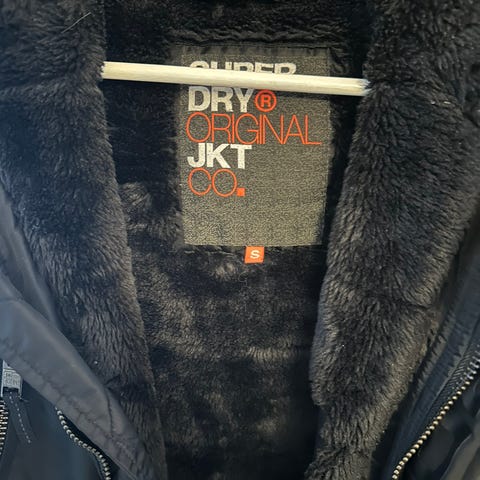 SUPER
DRY®
ORIGINAL
JKT
CO.
S